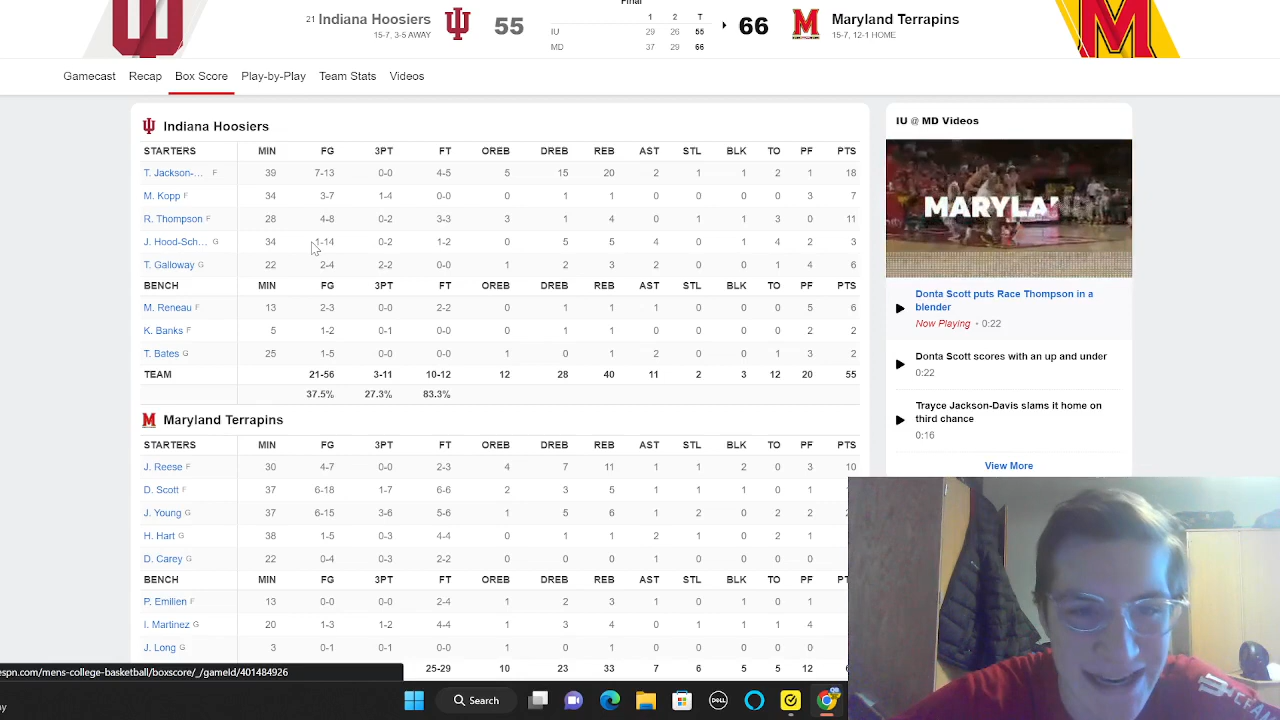 Final
21 Indiana Hoosiers 55 1 2 T 66 Maryland Terrapins
15-7, 3-5 AWAY IU 29 26 55 15-7, 12-1 HOME
MD 37 29 66
Gamecast Recap Box Score Play-by-Play Team Stats Videos
Indiana Hoosiers
STARTERS MIN FG 3PT FT OREB DREB REB AST STL BLK TO PF PTS
T. Jackson-... F 39 7-13 0-0 4-5 5 15 20 2 1 1 2 1 18
M. Kopp F 34 3-7 1-4 0-0 0 1 1 0 0 0 0 3 7
R. Thompson F 28 4-8 0-2 3-3 3 1 4 0 1 1 3 0 11
J. Hood-Sch... G 34 1-14 0-2 1-2 0 5 5 4 0 1 4 2 3
T. Galloway G 22 2-4 2-2 0-0 1 2 3 2 0 0 1 4 6
BENCH MIN FG 3PT FT OREB DREB REB AST STL BLK TO PF PTS
M. Reneau F 13 2-3 0-0 2-2 0 1 1 1 0 0 0 5 6
K. Banks F 5 1-2 0-1 0-0 0 1 1 0 0 0 0 2 2
T. Bates G 25 1-5 0-0 0-0 1 0 1 2 0 0 1 3 2
TEAM 21-56 3-11 10-12 12 28 40 11 2 3 12 20 55
37.5% 27.3% 83.3%
Maryland Terrapins
STARTERS MIN FG 3PT FT OREB DREB REB AST STL BLK TO PF PTS
J. Reese F 30 4-7 0-0 2-3 4 7 11 1 1 2 0 3 10
D. Scott F 37 6-18 1-7 6-6 2 3 5 1 1 1 0 1
J. Young G 37 6-15 3-6 5-6 1 5 6 1 2 0 2 2
H. Hart G 38 1-5 0-3 4-4 0 1 1 2 1 0 2 1
D. Carey G 22 0-4 0-3 2-2 0 0 0 1 0 0 0 0
BENCH MIN FG 3PT FT OREB DREB REB AST STL BLK TO PF PTS
P. Emilien F 13 0-0 0-0 2-4 1 2 3 1 0 1 0 1
I. Martinez G 20 1-3 1-2 4-4 1 3 4 0 1 1 1 4
J. Long G 3 0-1 0-1 0-0 1 0 1 0 0 0 0 0
25-29 10 23 33 7 6 5 5 12
IU @ MD Videos
MARYLA
Donta Scott puts Race Thompson in a
blender
Now Playing • 0:22
Donta Scott scores with an up and under
0:22
Trayce Jackson-Davis slams it home on
third chance
0:16
View More
espn.com/mens-college-basketball/boxscore/_/gameId/401484926
Search
DELL